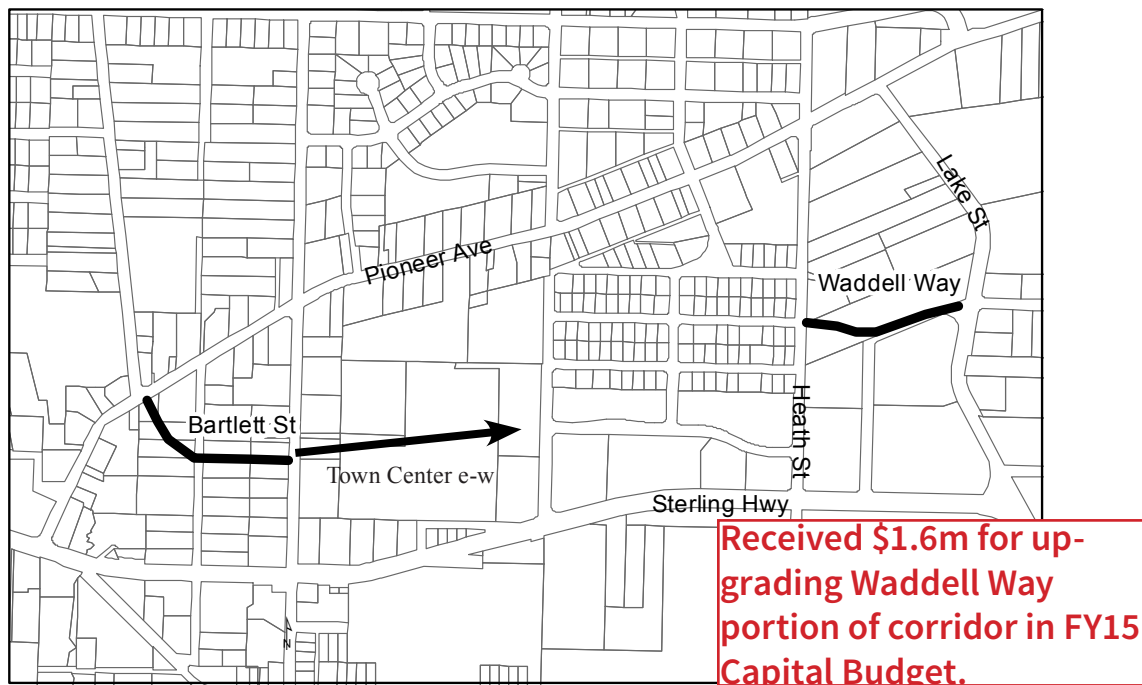 Lake St
Pioneer Ave
Waddell Way
Heath St
Bartlett St
Town Center e-w
Sterling Hwy
N
Received $1.6m for up-
grading Waddell Way
portion of corridor in FY15
Capital Budget.